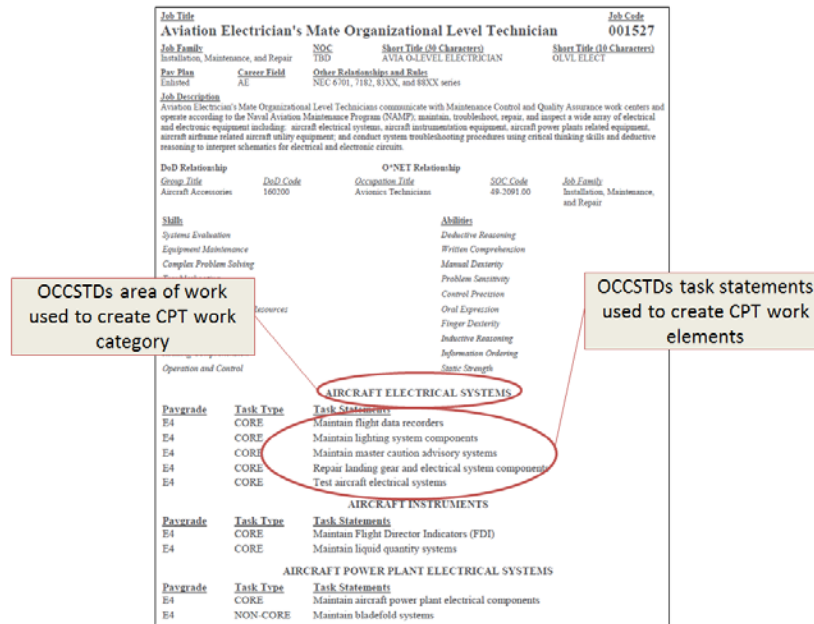 Job Title Job Code
Aviation Electrician's Mate Organizational Level Technician 001527
Job Family NOC Short Title (30 Characters) Short Title (10 Characters)
Installation, Maintenance, and Repair TBD AVIA O-LEVEL ELECTRICIAN OLVL ELECT
Pay Plan Career Field Other Relationships and Rules
Enlisted AE NEC 6701, 7182, 83XX, and 88XX series
Job Description
Aviation Electrician's Mate Organizational Level Technicians communicate with Maintenance Control and Quality Assurance work centers and
operate according to the Naval Aviation Maintenance Program (NAMP); maintain, troubleshoot, repair, and inspect a wide array of electrical
and electronic equipment including: aircraft electrical systems, aircraft instrumentation equipment, aircraft power plants related equipment,
aircraft airframe related aircraft utility equipment; and conduct system troubleshooting procedures using critical thinking skills and deductive
reasoning to interpret schematics for electrical and electronic circuits.
DoD Relationship O*NET Relationship
Group Title DoD Code Occupation Title SOC Code Job Family
Aircraft Accessories 160200 Avionics Technicians 49-2091.00 Installation, Maintenance,
and Repair
Skills Abilities
Systems Evaluation Deductive Reasoning
Equipment Maintenance Written Comprehension
Complex Problem Solving Manual Dexterity
Problem Sensitivity
Control Precision
Oral Expression
Finger Dexterity
Inductive Reasoning
Information Ordering
Operation and Control Static Strength
OCCSTDs area of work
used to create CPT work
category
OCCSTDs task statements
used to create CPT work
elements
AIRCRAFT ELECTRICAL SYSTEMS
Paygrade Task Type Task Statements
E4 CORE Maintain flight data recorders
E4 CORE Maintain lighting system components
E4 CORE Maintain master caution advisory systems
E4 CORE Repair landing gear and electrical system components
E4 CORE Test aircraft electrical systems
AIRCRAFT INSTRUMENTS
Paygrade Task Type Task Statements
E4 CORE Maintain Flight Director Indicators (FDI)
E4 CORE Maintain liquid quantity systems
AIRCRAFT POWER PLANT ELECTRICAL SYSTEMS
Paygrade Task Type Task Statements
E4 CORE Maintain aircraft power plant electrical components
E4 NON-CORE Maintain bladefold systems